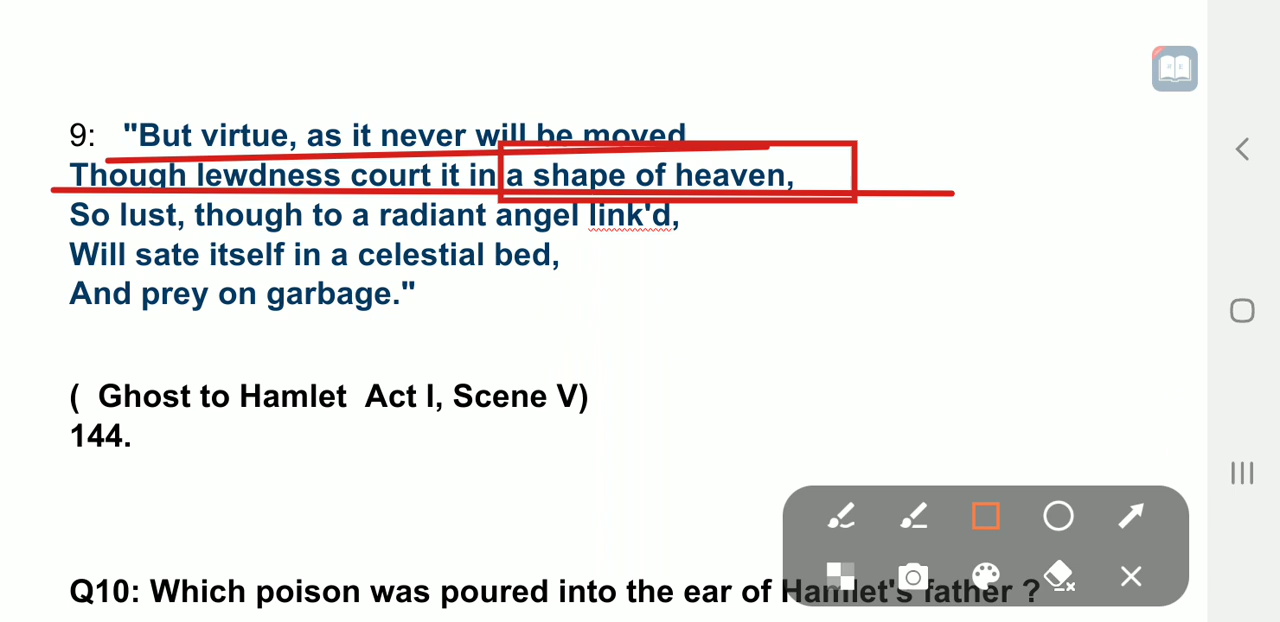 9: "But virtue, as it never will be moved
Though lewdness court it in a shape of heaven,
So lust, though to a radiant angel link'd,
Will sate itself in a celestial bed,
And prey on garbage."
( Ghost to Hamlet Act I, Scene V)
144.
Q10: Which poison was poured into the ear of Hamlet's father ?